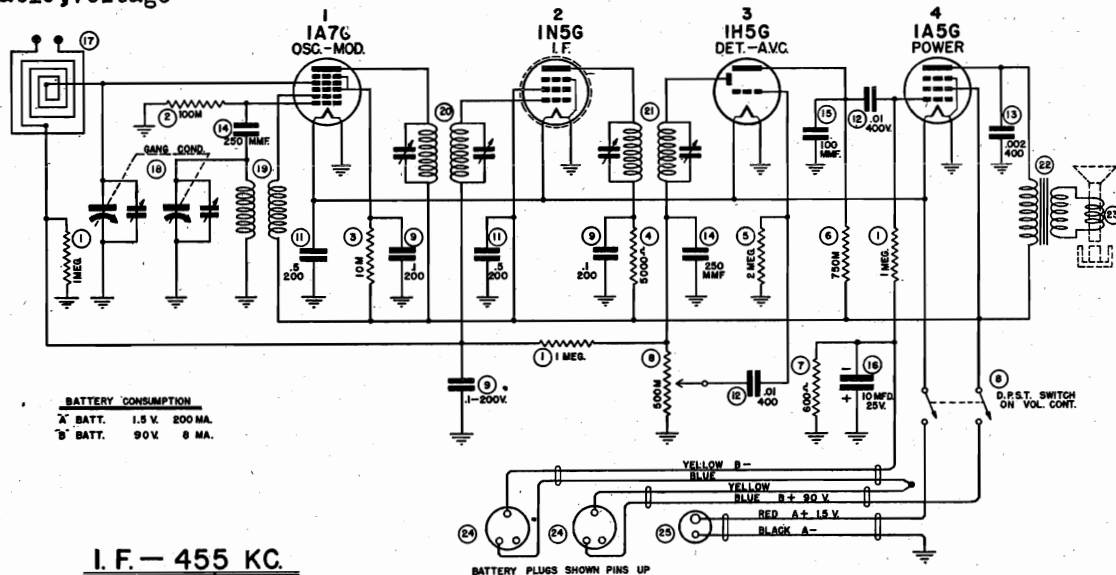 1
1A7G
OSC.-MOD.
2
1N5G
I.F.
3
1H5G
DET.-A.V.C.
4
1A5G
POWER
17
2
100M
14
250
MMF.
GANG COND.
18
19
20
21
15
100
MMF.
12
.01
400V.
13
.002
400
22
23
1
1MEG.
11
.5
200
3
10M
9
.1
200
11
.5
200
9
.1
200
4
5000Ω
14
250
MMF
5
2 MEG.
6
750M
1
1 MEG.
1
1 MEG.
9
.1-200V.
8
500M
12
.01
400
7
600Ω
16
10 MFD.
25V.
- +
8
D.P.S.T. SWITCH
ON VOL. CONT.
BATTERY CONSUMPTION
"A" BATT. 1.5 V. 200 MA.
"B" BATT. 90 V. 8 MA.
YELLOW B-
BLUE
YELLOW
BLUE B+ 90 V.
RED A+ 1.5 V.
BLACK A-
24
24
25
BATTERY PLUGS SHOWN PINS UP
I.F. — 455 KC.